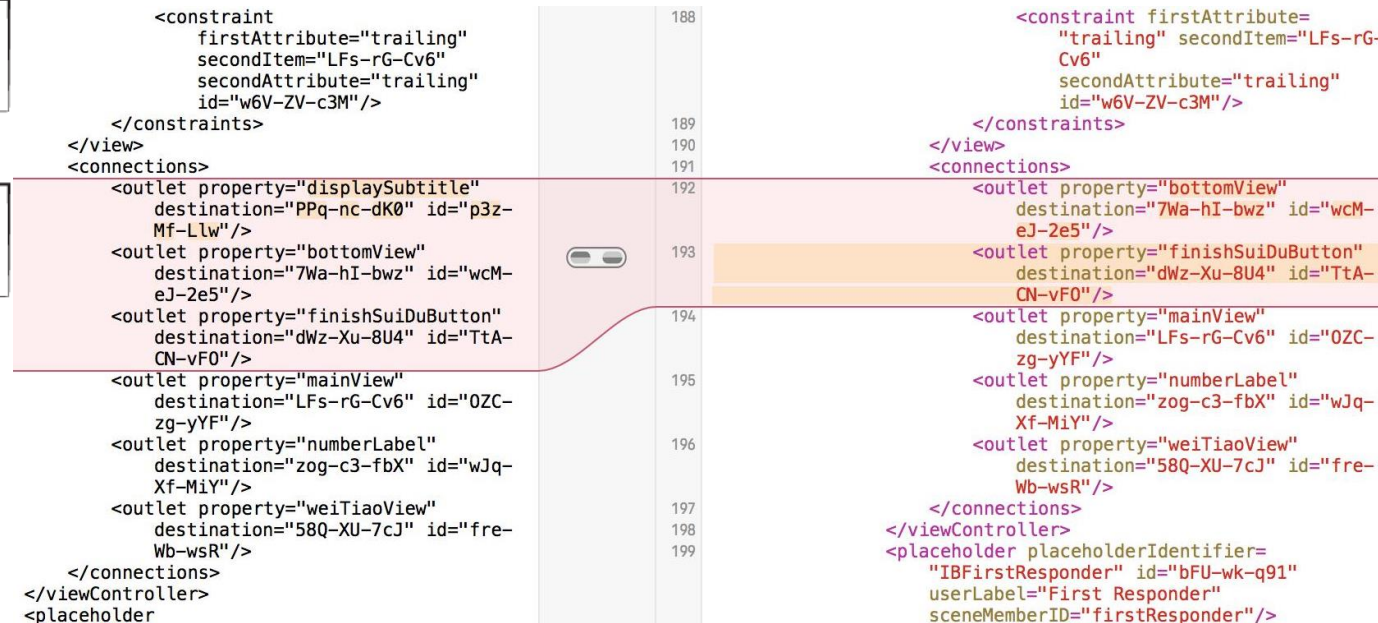 <constraint
firstAttribute="trailing"
secondItem="LFs-rG-Cv6"
secondAttribute="trailing"
id="w6V-ZV-c3M"/>
</constraints>
</view>
<connections>
<outlet property="displaySubtitle"
destination="PPq-nc-dK0" id="p3z-
Mf-Llw"/>
<outlet property="bottomView"
destination="7Wa-hI-bwz" id="wcM-
eJ-2e5"/>
<outlet property="finishSuiDuButton"
destination="dWz-Xu-8U4" id="TtA-
CN-vFO"/>
<outlet property="mainView"
destination="LFs-rG-Cv6" id="OZC-
zg-yYF"/>
<outlet property="numberLabel"
destination="zog-c3-fbX" id="wJq-
Xf-MiY"/>
<outlet property="weiTiaoView"
destination="58Q-XU-7cJ" id="fre-
Wb-wsR"/>
</connections>
</viewController>
<placeholder
188
189
190
191
192
193
194
195
196
197
198
199
<constraint firstAttribute=
"trailing" secondItem="LFs-rG-
Cv6"
secondAttribute="trailing"
id="w6V-ZV-c3M"/>
</constraints>
</view>
<connections>
<outlet property="bottomView"
destination="7Wa-hI-bwz" id="wcM-
eJ-2e5"/>
<outlet property="finishSuiDuButton"
destination="dWz-Xu-8U4" id="TtA-
CN-vFO"/>
<outlet property="mainView"
destination="LFs-rG-Cv6" id="OZC-
zg-yYF"/>
<outlet property="numberLabel"
destination="zog-c3-fbX" id="wJq-
Xf-MiY"/>
<outlet property="weiTiaoView"
destination="58Q-XU-7cJ" id="fre-
Wb-wsR"/>
</connections>
</viewController>
<placeholder placeholderIdentifier=
"IBFirstResponder" id="bFU-wk-q91"
userLabel="First Responder"
sceneMemberID="firstResponder"/>